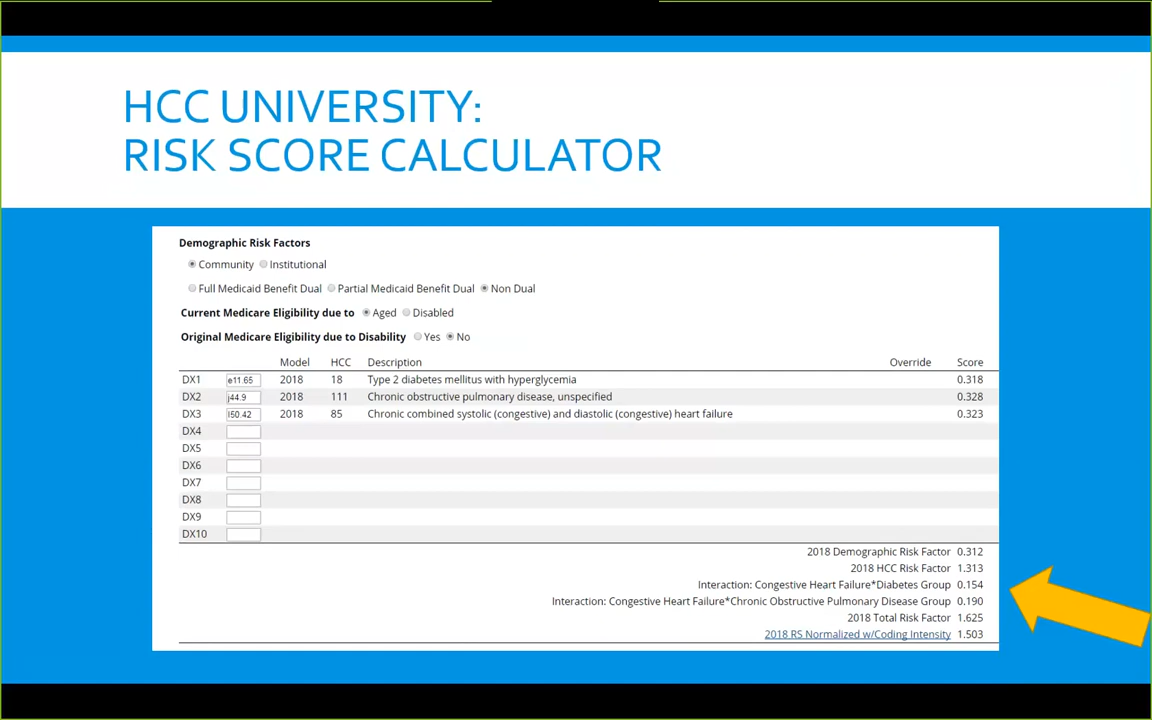 HCC UNIVERSITY:
RISK SCORE CALCULATOR
Demographic Risk Factors
Community Institutional
Full Medicaid Benefit Dual Partial Medicaid Benefit Dual Non Dual
Current Medicare Eligibility due to Aged Disabled
Original Medicare Eligibility due to Disability Yes No
Model HCC Description Override Score
DX1 e11.65 2018 18 Type 2 diabetes mellitus with hyperglycemia 0.318
DX2 j44.9 2018 111 Chronic obstructive pulmonary disease, unspecified 0.328
DX3 I50.42 2018 85 Chronic combined systolic (congestive) and diastolic (congestive) heart failure 0.323
DX4
DX5
DX6
DX7
DX8
DX9
DX10
2018 Demographic Risk Factor 0.312
2018 HCC Risk Factor 1.313
Interaction: Congestive Heart Failure*Diabetes Group 0.154
Interaction: Congestive Heart Failure*Chronic Obstructive Pulmonary Disease Group 0.190
2018 Total Risk Factor 1.625
2018 RS Normalized w/Coding Intensity 1.503